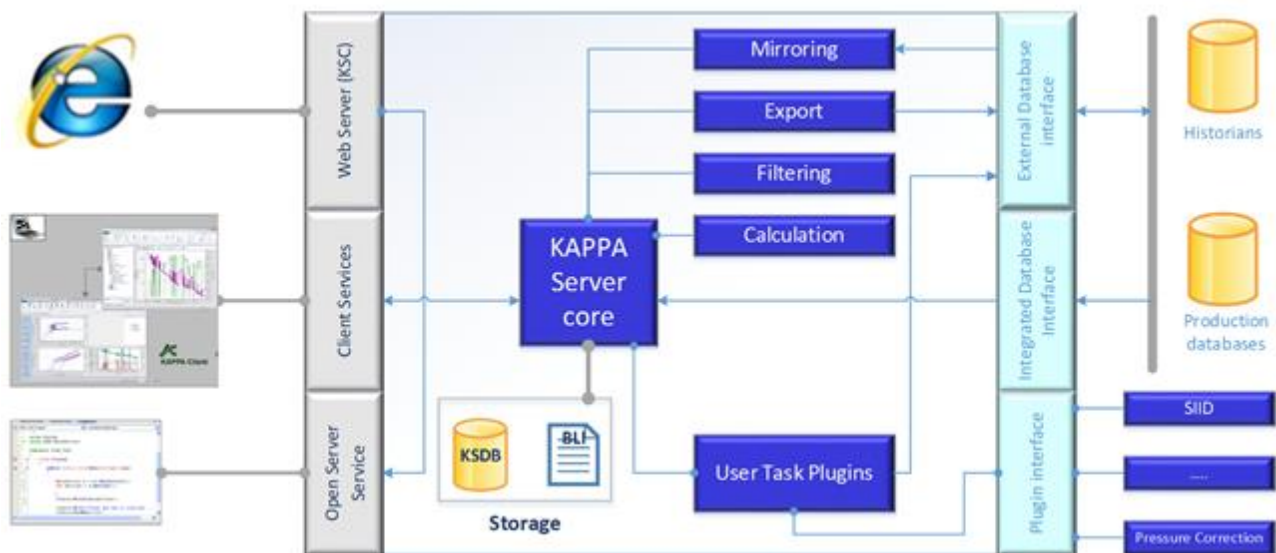 Web Server (KSC)
Client Services
KAPPA Client
Open Server
Service
Mirroring
Export
Filtering
Calculation
KAPPA
Server
core
KSDB
BLI
Storage
User Task Plugins
External Database
interface
Integrated Database
Interface
Plugin interface
Historians
Production
databases
SIID
.....
Pressure Correction